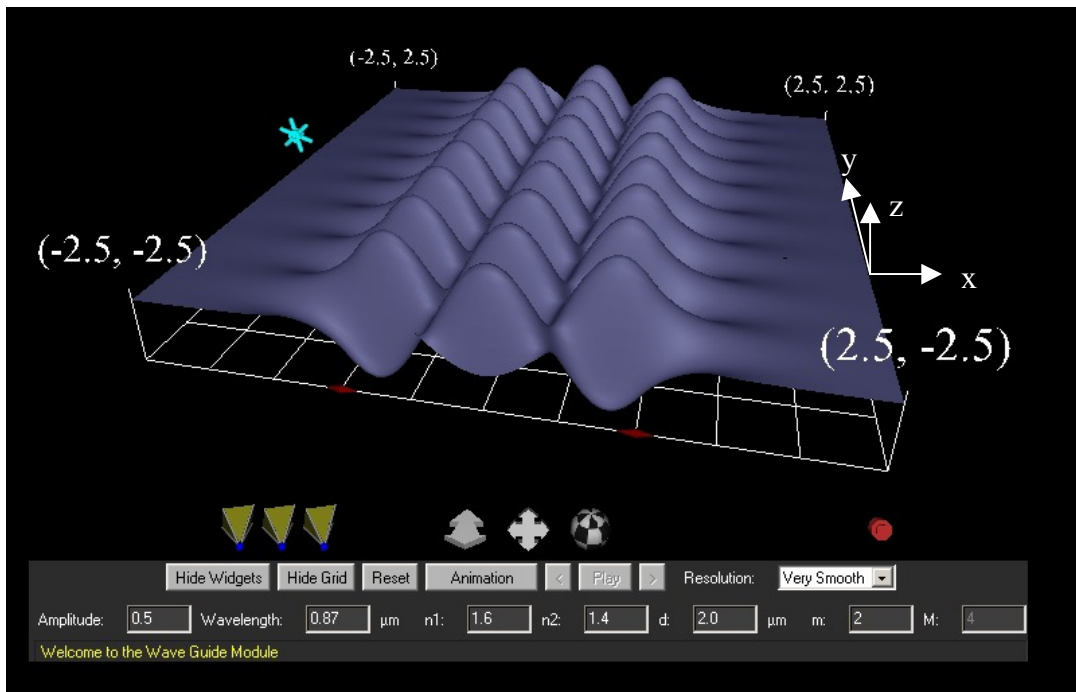 (-2.5, 2.5)
(2.5, 2.5)
y
z
(-2.5, -2.5)
x
(2.5, -2.5)
Hide Widgets Hide Grid Reset Animation < Play > Resolution: Very Smooth
Amplitude: 0.5 Wavelength: 0.87 μm n1: 1.6 n2: 1.4 d: 2.0 μm m: 2 M: 4
Welcome to the Wave Guide Module